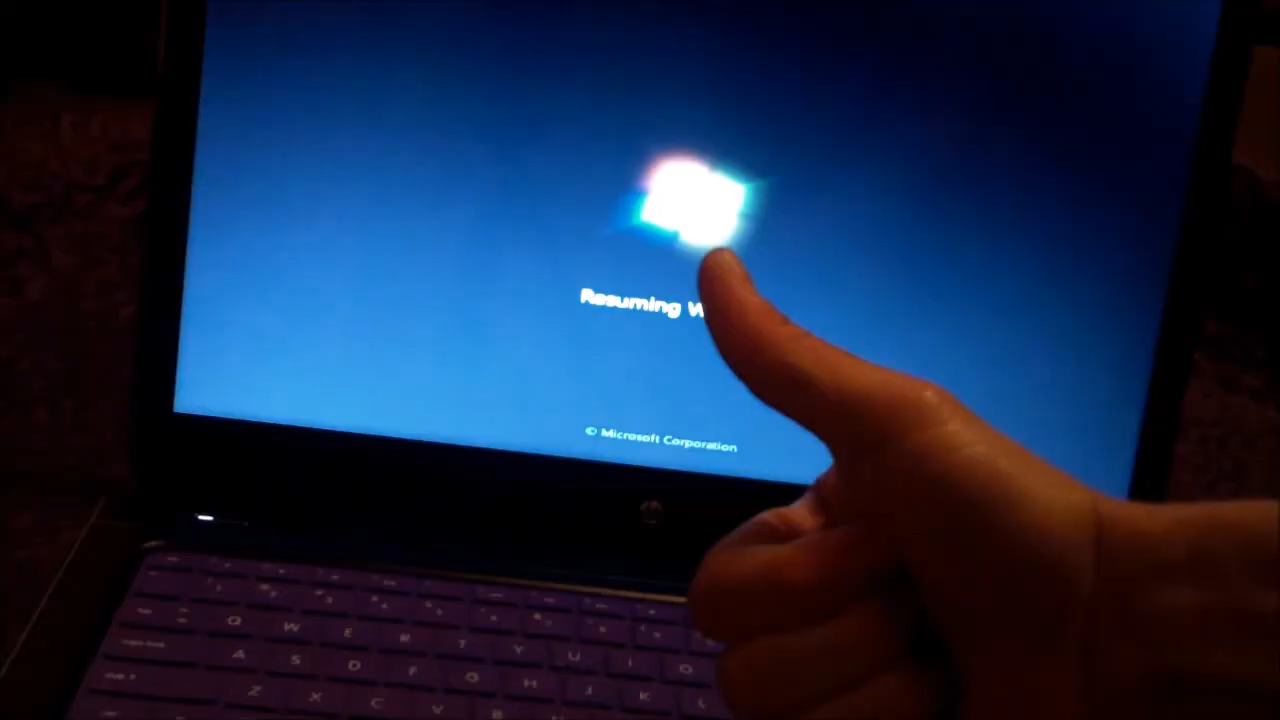 Resuming W
© Microsoft Corporation
Q W E R T Y U I O
A S D F G H J K L
Z X C V B N